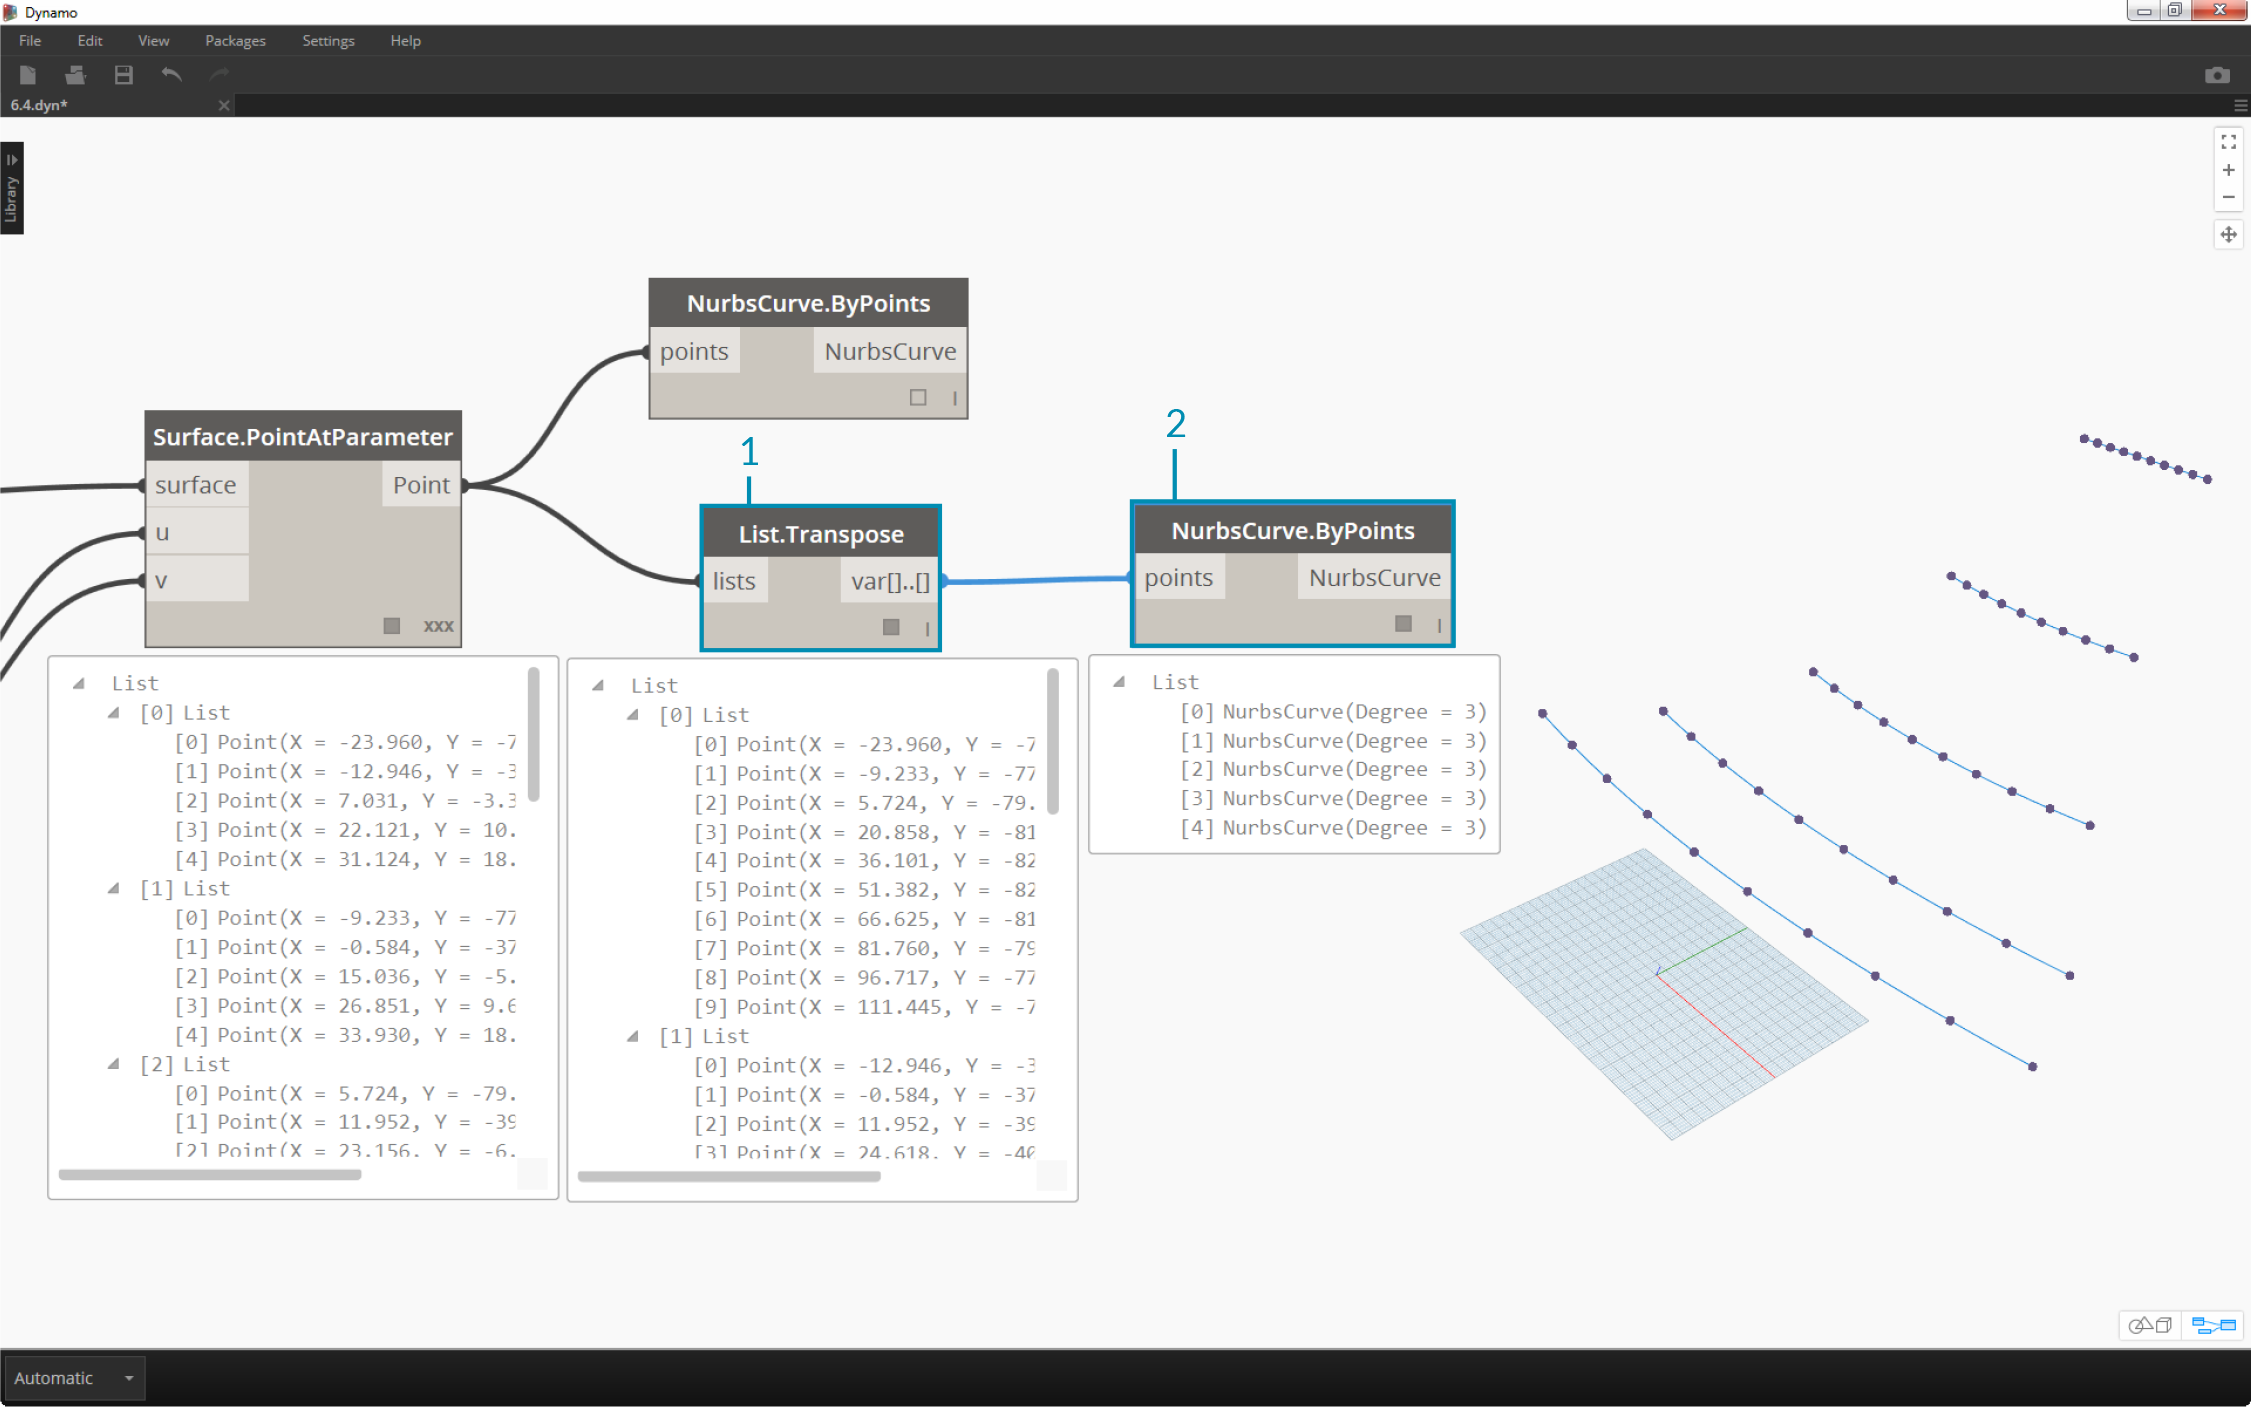 Dynamo
File Edit View Packages Settings Help
6.4.dyn*
Library
NurbsCurve.ByPoints
points NurbsCurve
Surface.PointAtParameter
surface Point
u
v
xxx
1
List.Transpose
lists var[]..[]
2
NurbsCurve.ByPoints
points NurbsCurve
List
[0] List
[0] Point(X = -23.960, Y = -7
[1] Point(X = -12.946, Y = -3
[2] Point(X = 7.031, Y = -3.3
[3] Point(X = 22.121, Y = 10.
[4] Point(X = 31.124, Y = 18.
[1] List
[0] Point(X = -9.233, Y = -77
[1] Point(X = -0.584, Y = -37
[2] Point(X = 15.036, Y = -5.
[3] Point(X = 26.851, Y = 9.6
[4] Point(X = 33.930, Y = 18.
[2] List
[0] Point(X = 5.724, Y = -79.
[1] Point(X = 11.952, Y = -39
[2] Point(X = 23.156, Y = -6.
List
[0] List
[0] Point(X = -23.960, Y = -7
[1] Point(X = -9.233, Y = -77
[2] Point(X = 5.724, Y = -79.
[3] Point(X = 20.858, Y = -81
[4] Point(X = 36.101, Y = -82
[5] Point(X = 51.382, Y = -82
[6] Point(X = 66.625, Y = -81
[7] Point(X = 81.760, Y = -79
[8] Point(X = 96.717, Y = -77
[9] Point(X = 111.445, Y = -7
[1] List
[0] Point(X = -12.946, Y = -3
[1] Point(X = -0.584, Y = -37
[2] Point(X = 11.952, Y = -39
[3] Point(X = 24.618, Y = -40
List
[0] NurbsCurve(Degree = 3)
[1] NurbsCurve(Degree = 3)
[2] NurbsCurve(Degree = 3)
[3] NurbsCurve(Degree = 3)
[4] NurbsCurve(Degree = 3)
Automatic